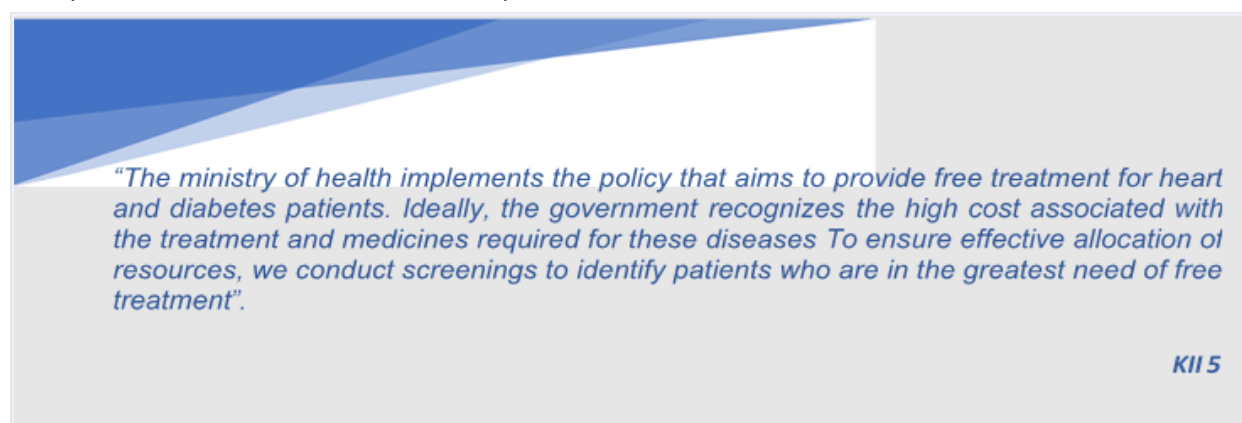 “The ministry of health implements the policy that aims to provide free treatment for heart
and diabetes patients. Ideally, the government recognizes the high cost associated with
the treatment and medicines required for these diseases To ensure effective allocation of
resources, we conduct screenings to identify patients who are in the greatest need of free
treatment”.
KII 5